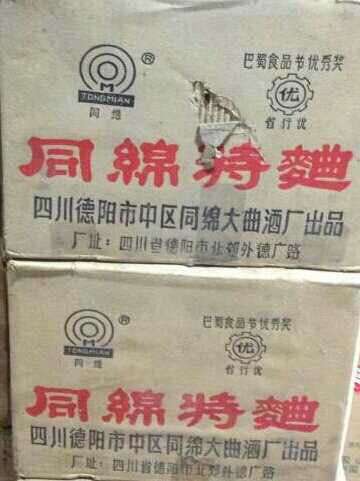 巴蜀食品节优秀奖
®
TONGMIAN
优
同绵
省行优
同綿特麯
四川德阳市中区同绵大曲酒厂出品
厂址：四川省德阳市北郊外德广路
巴蜀食品节优秀奖
®
TONGMIAN
优
同绵
省行优
同綿特麯
四川德阳市中区同绵大曲酒厂出品
厂址：四川省德阳市北郊外德广路